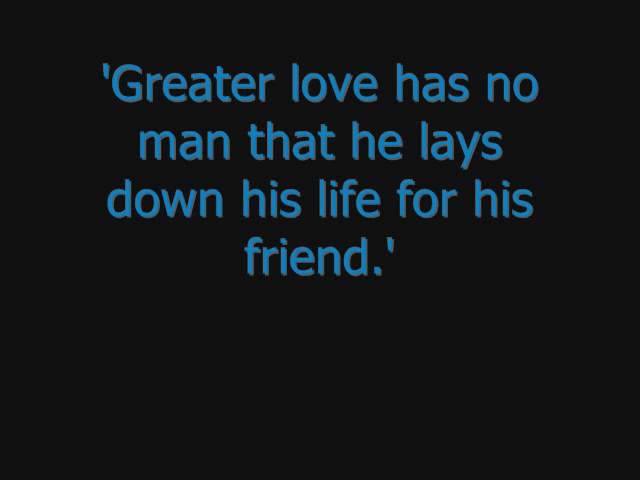 'Greater love has no
man that he lays
down his life for his
friend.'